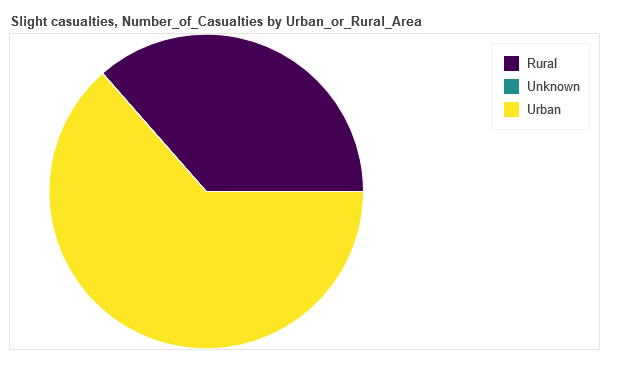 Slight casualties, Number_of_Casualties by Urban_or_Rural_Area
Rural
Unknown
Urban